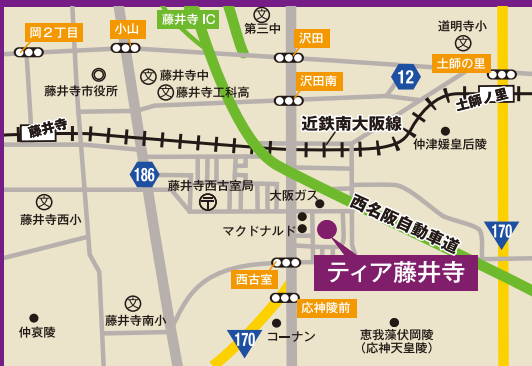 藤井寺IC
文
第三中
道明寺小
文
岡2丁目
小山
沢田
土師の里
文
藤井寺中
沢田南
12
藤井寺市役所
文
藤井寺工科高
土師ノ里
藤井寺
近鉄南大阪線
仲津媛皇后陵
186
藤井寺西古室局
大阪ガス
文
藤井寺西小
マクドナルド
西名阪自動車道
170
ティア藤井寺
西古室
文
藤井寺南小
応神陵前
仲哀陵
170
コーナン
恵我藻伏岡陵
(応神天皇陵)